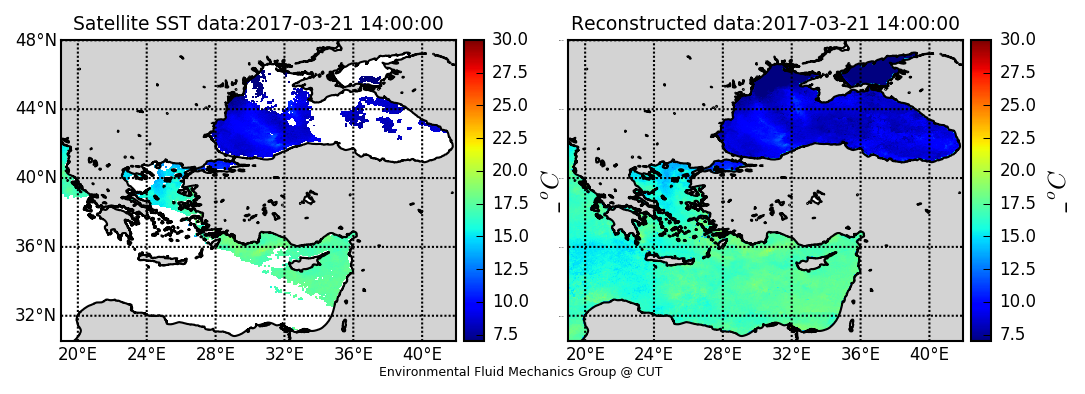 Satellite SST data:2017-03-21 14:00:00
48°N
44°N
40°N
36°N
32°N
20°E 24°E 28°E 32°E 36°E 40°E
30.0
27.5
25.0
22.5
20.0
17.5
15.0
12.5
10.0
7.5
_ °C
Reconstructed data:2017-03-21 14:00:00
20°E 24°E 28°E 32°E 36°E 40°E
30.0
27.5
25.0
22.5
20.0
17.5
15.0
12.5
10.0
7.5
_ °C
Environmental Fluid Mechanics Group @ CUT